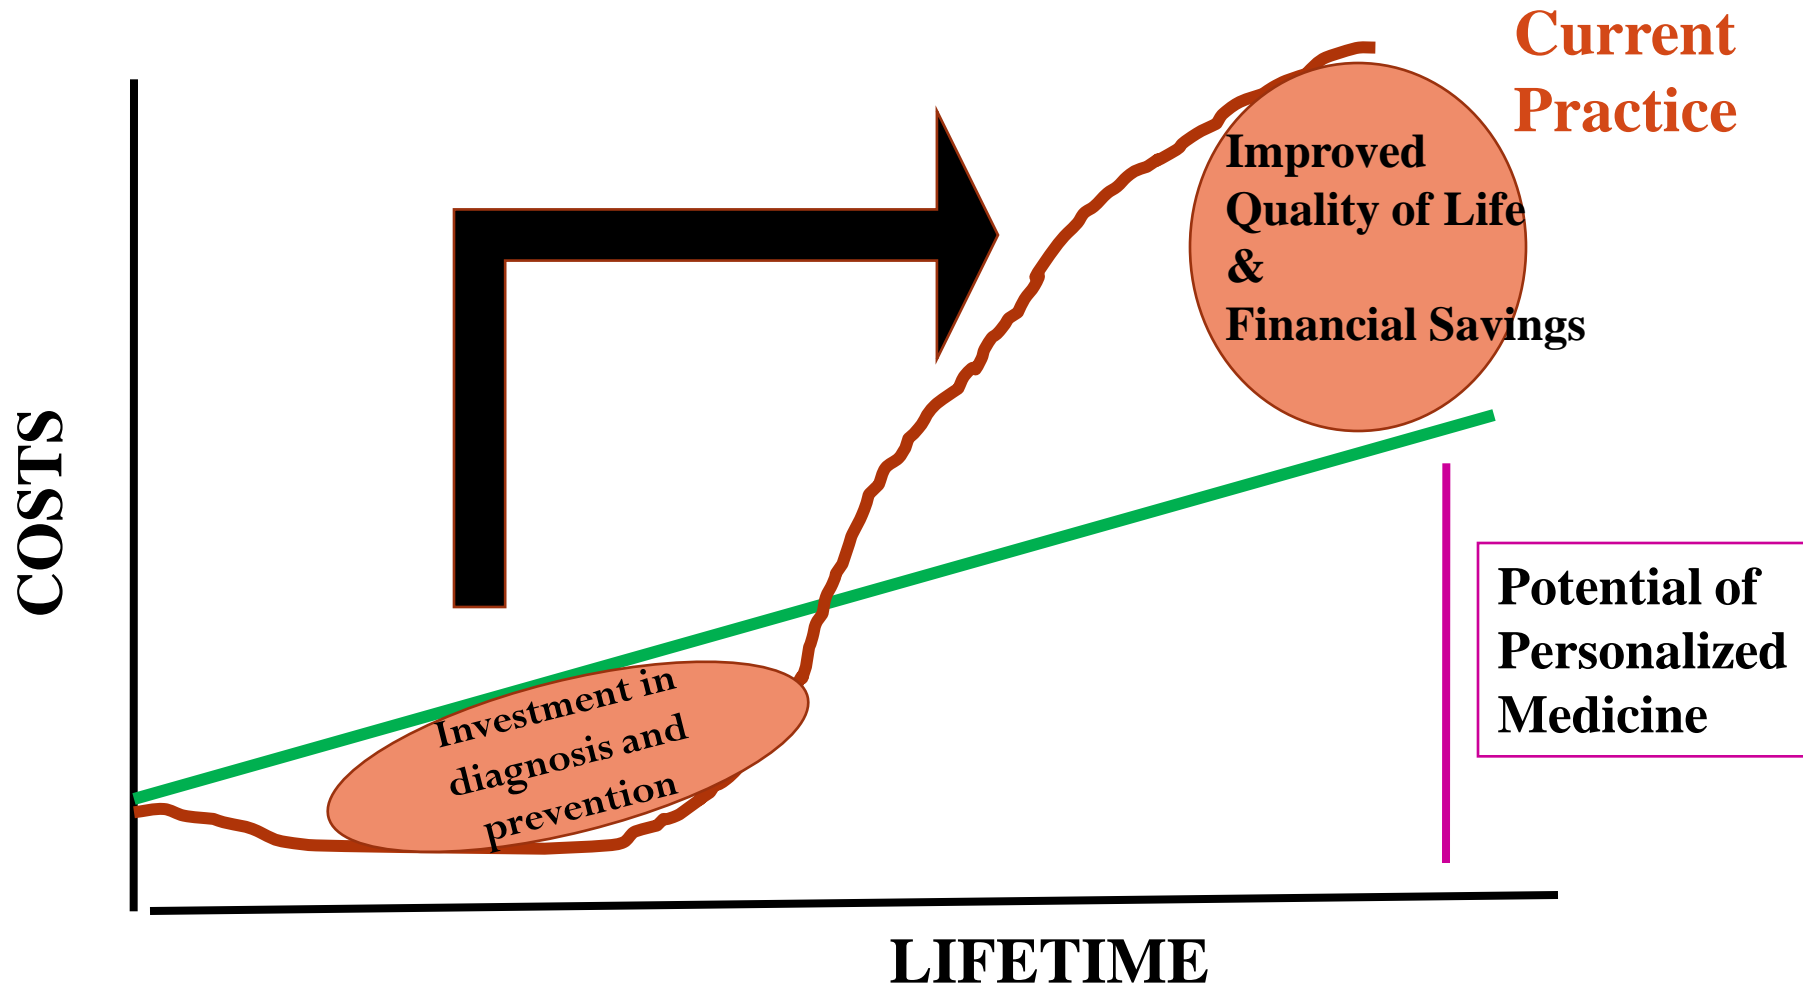 Current
Practice
Improved
Quality of Life
&
Financial Savings
COSTS
Investment in
diagnosis and
prevention
Potential of
Personalized
Medicine
LIFETIME